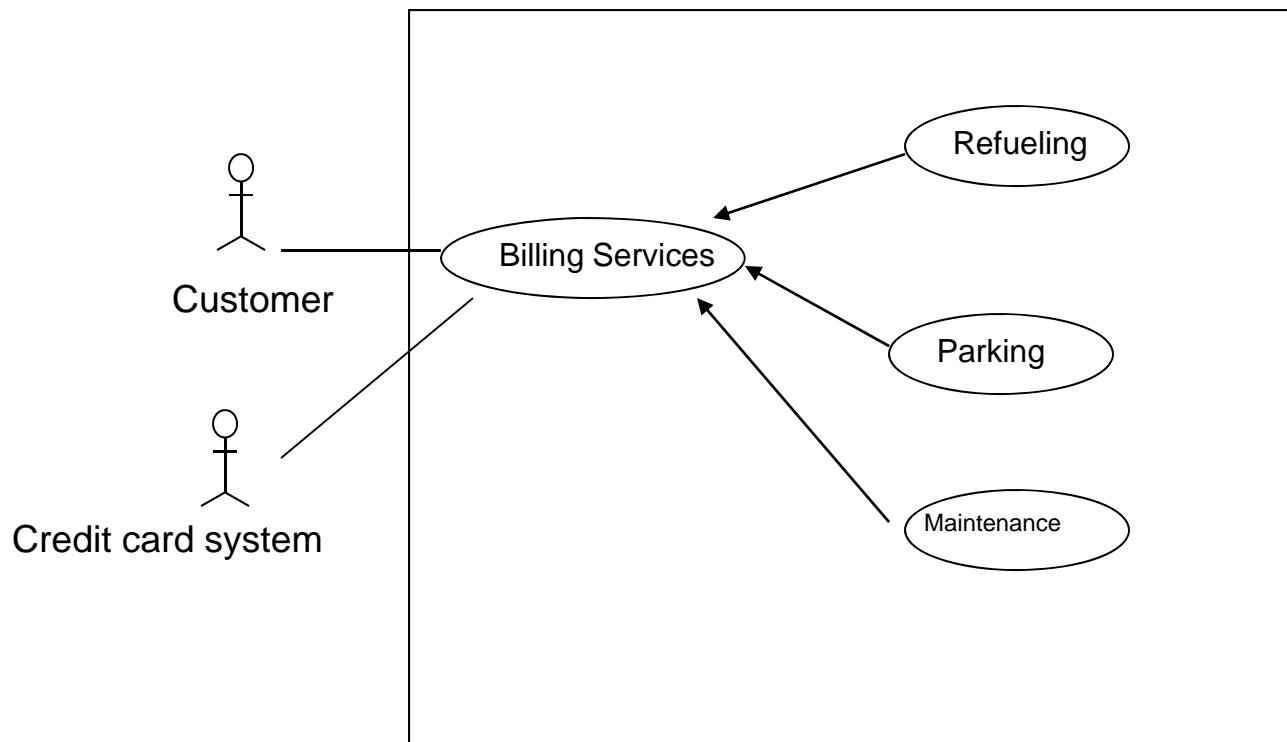 Refueling
Billing Services
Customer
Parking
Maintenance
Credit card system